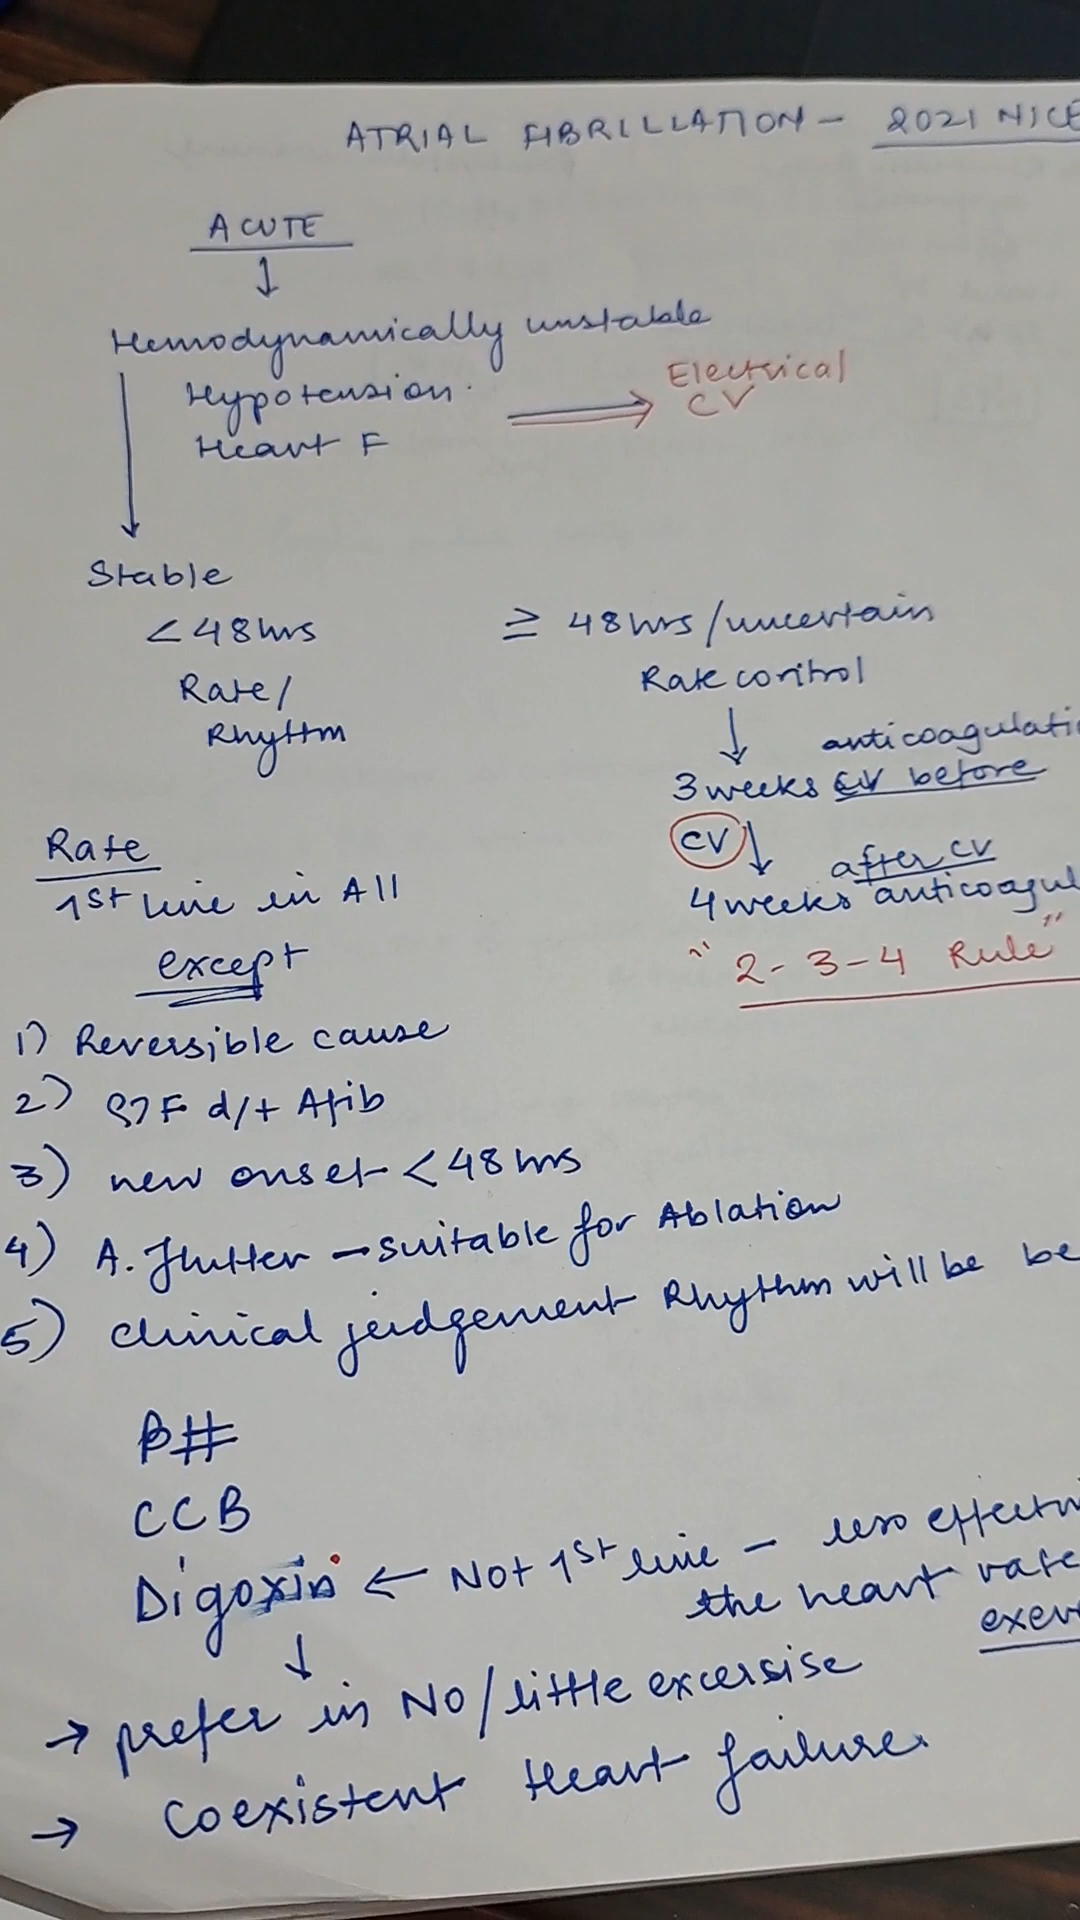 ATRIAL FIBRILLATION - 2021 NICE
ACUTE
↓
Hemodynamically unstable
Hypotension.
Heart F
Electrical
CV
Stable
<48hrs
Rate/
Rhythm
≥ 48hrs/uncertain
Rate control
↓
anticoagulati
3 weeks before
CV ↓
after CV
4 weeks anticoagul
"2-3-4 Rule"
Rate
1st line in All
except
1) Reversible cause
2) F d/t Afib
3) new onset <48hrs
4) A. flutter - suitable for Ablation
5) clinical judgement Rhythm will be be
B#
CCB
Digoxin ← Not 1st line - less effectiv
the heart rate
exer
↓
→ prefer in NO/little excersise
→ Coexistent Heart failure.